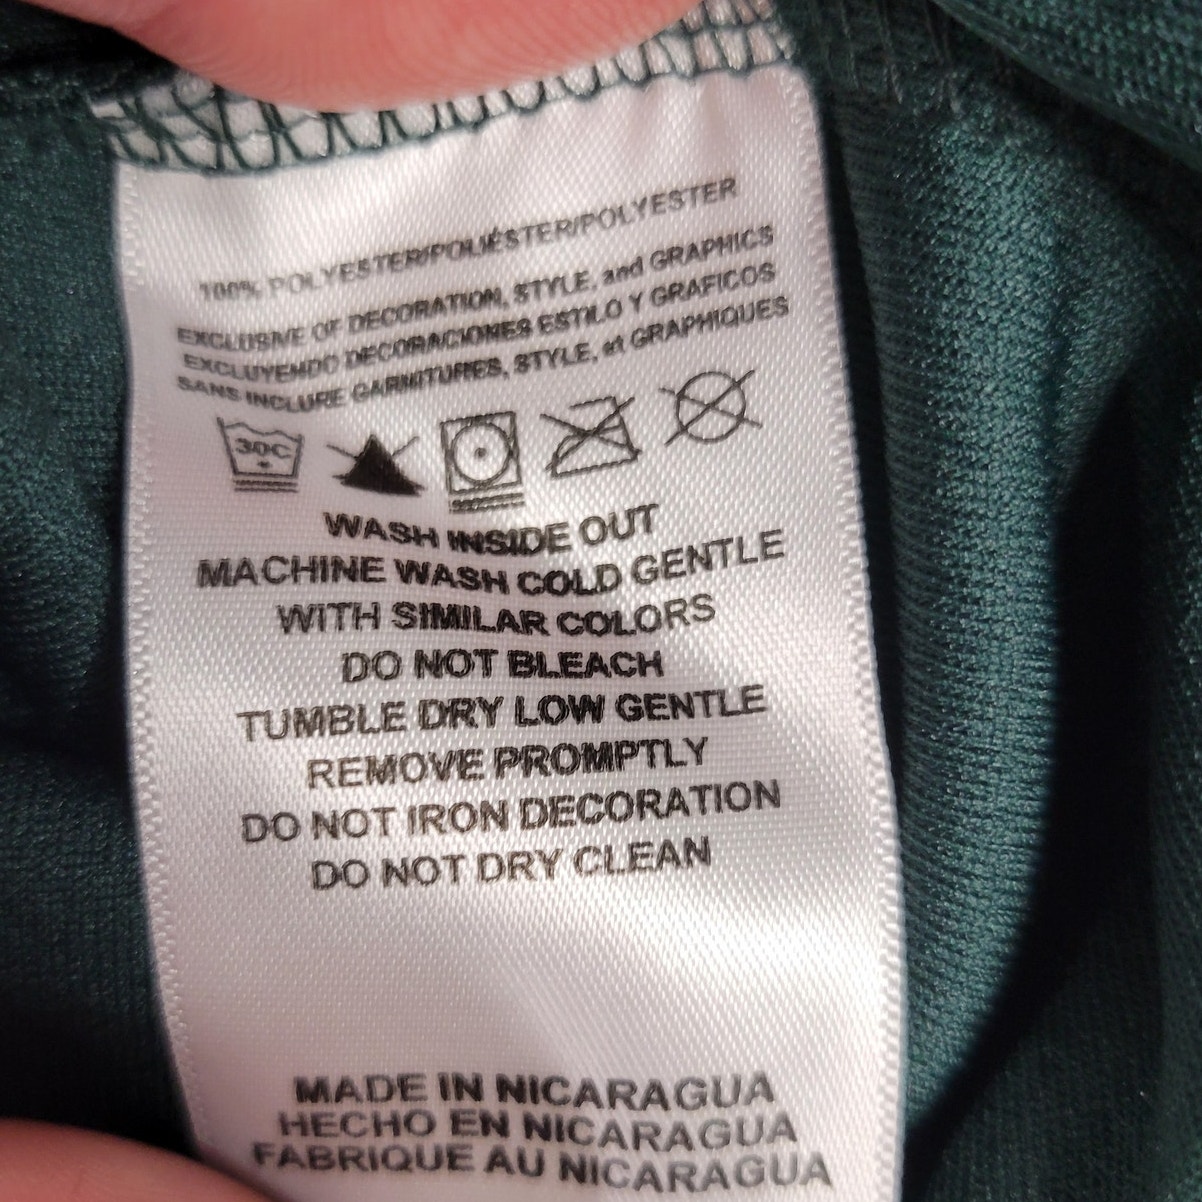 100% POLYESTER/POLIÉSTER/POLYESTER
EXCLUSIVE OF DECORATION, STYLE, and GRAPHICS
EXCLUYENDO DECORACIONES ESTILO Y GRAFICOS
SANS INCLURE GARNITURES, STYLE, et GRAPHIQUES
30C
WASH INSIDE OUT
MACHINE WASH COLD GENTLE
WITH SIMILAR COLORS
DO NOT BLEACH
TUMBLE DRY LOW GENTLE
REMOVE PROMPTLY
DO NOT IRON DECORATION
DO NOT DRY CLEAN
MADE IN NICARAGUA
HECHO EN NICARAGUA
FABRIQUE AU NICARAGUA